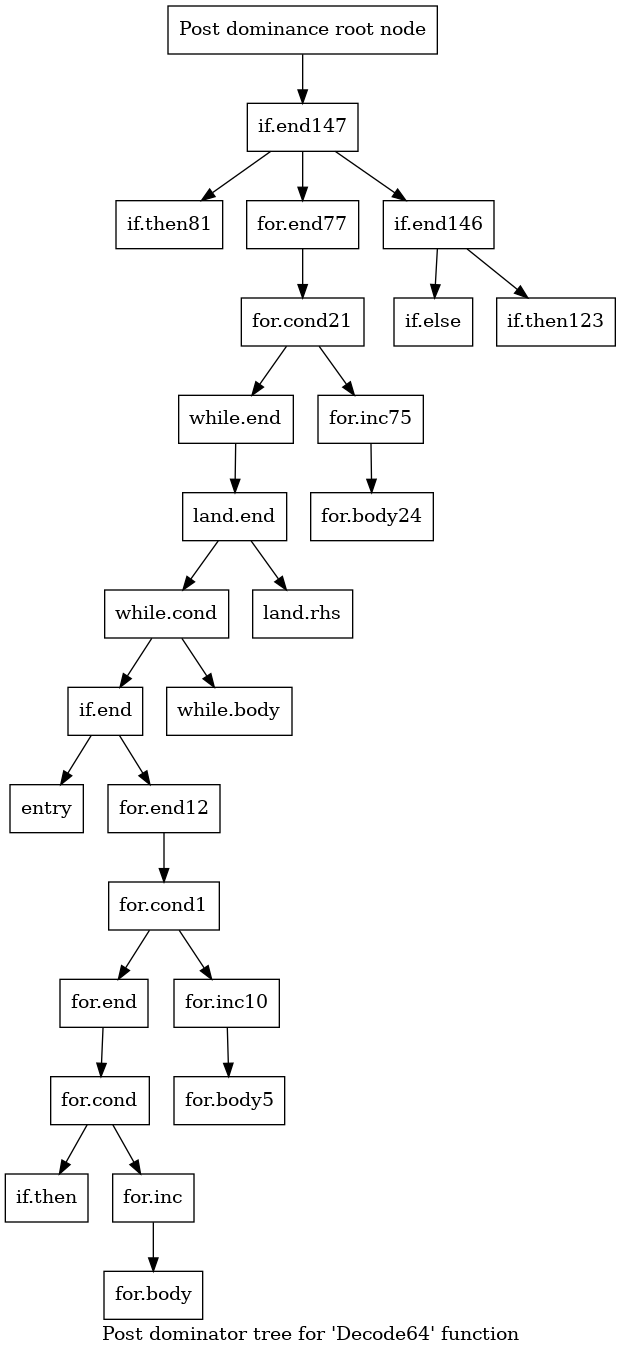 Post dominance root node
if.end147
if.then81
for.end77
if.end146
for.cond21
if.else
if.then123
while.end
for.inc75
land.end
for.body24
while.cond
land.rhs
if.end
while.body
entry
for.end12
for.cond1
for.end
for.inc10
for.cond
for.body5
if.then
for.inc
for.body
Post dominator tree for 'Decode64' function